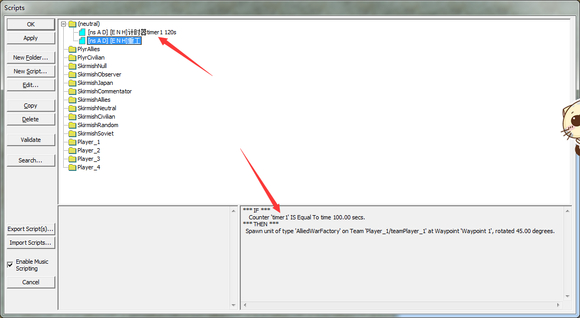 Scripts
OK
Apply
New Folder...
New Script...
Edit...
Copy
Delete
Validate
Search...
Export Script(s)...
Import Scripts...
Enable Music
Scripting
Cancel
(neutral)
[ns A D] [E N H]计时器timer1 120s
[ns A D] [E N H]重工
PlyrAllies
PlyrCivilian
SkirmishNull
SkirmishObserver
SkirmishJapan
SkirmishCommentator
SkirmishAllies
SkirmishNeutral
SkirmishCivilian
SkirmishRandom
SkirmishSoviet
Player_1
Player_2
Player_3
Player_4
*** IF ***
Counter 'timer1' IS Equal To time 100.00 secs.
*** THEN ***
Spawn unit of type 'AlliedWarFactory' on Team 'Player_1/teamPlayer_1' at Waypoint 'Waypoint 1', rotated 45.00 degrees.